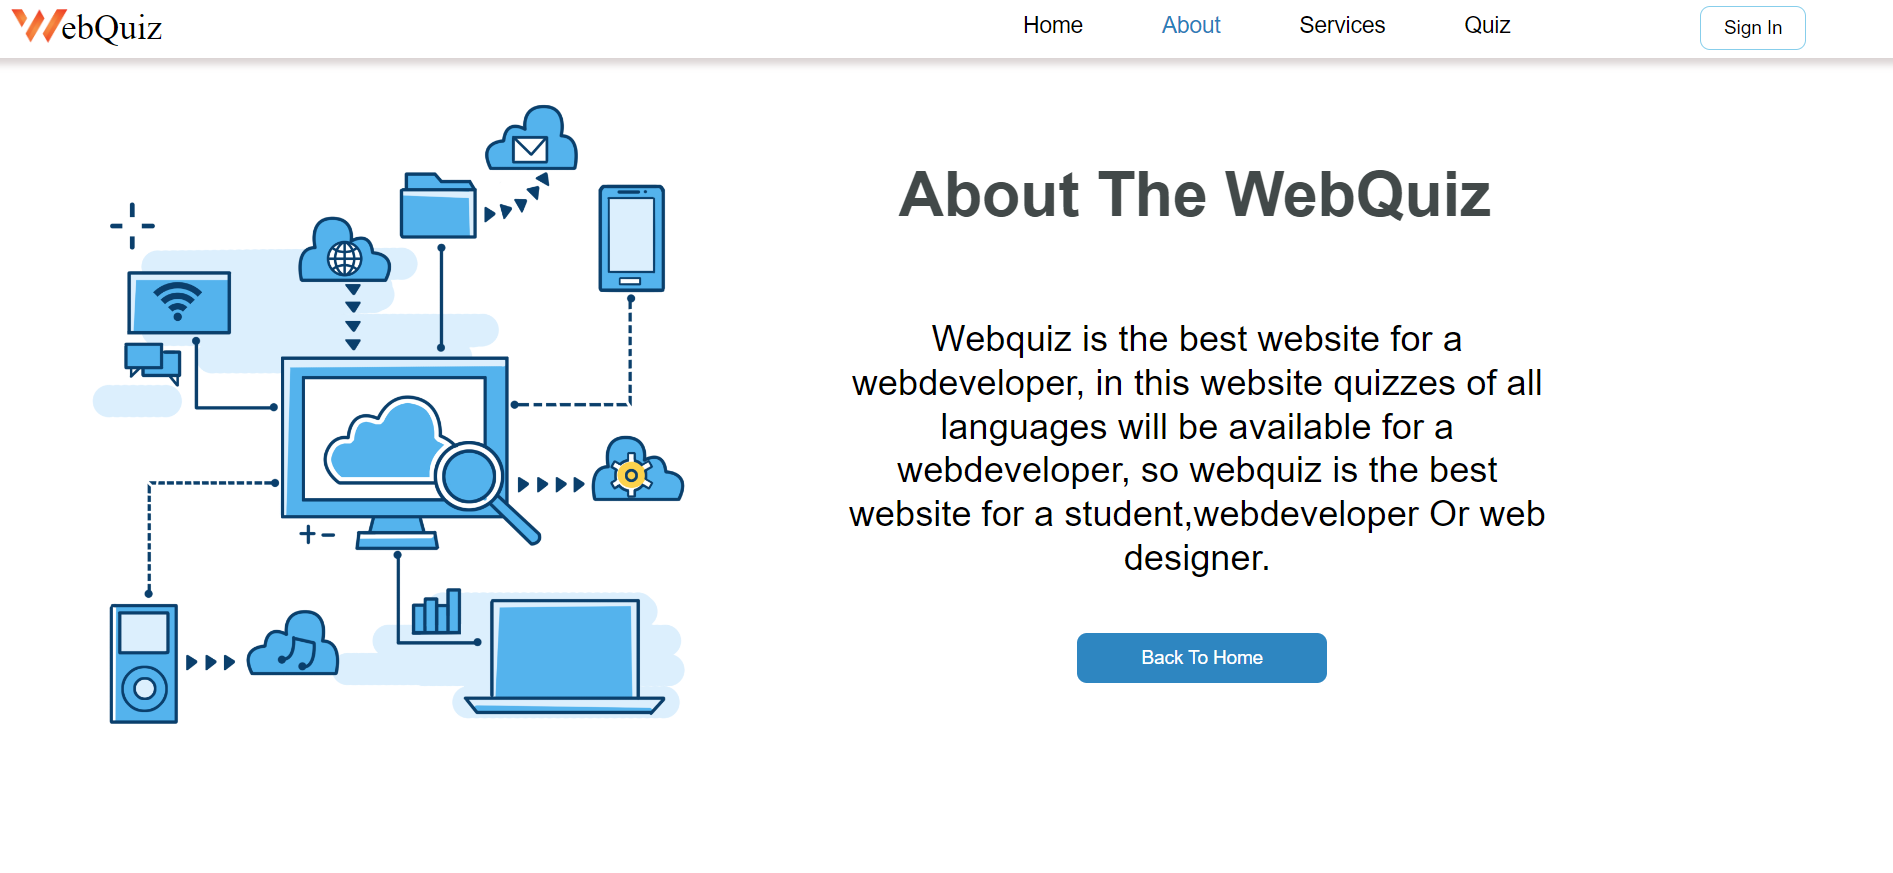 WebQuiz
Home About Services Quiz Sign In
About The WebQuiz
Webquiz is the best website for a
webdeveloper, in this website quizzes of all
languages will be available for a
webdeveloper, so webquiz is the best
website for a student,webdeveloper Or web
designer.
Back To Home